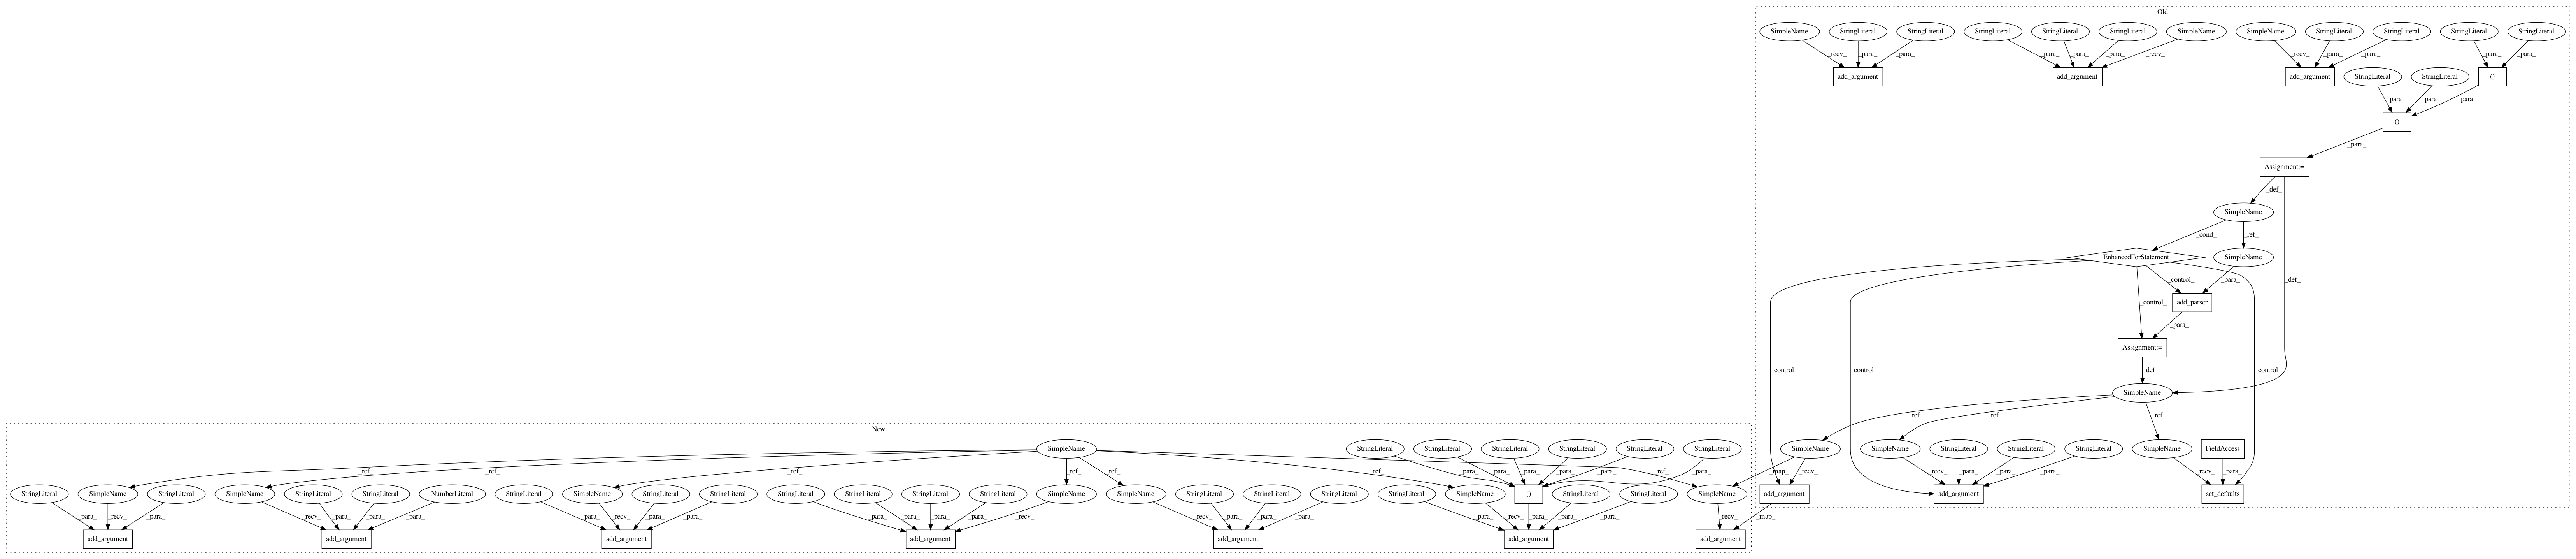 Old
SimpleName StringLiteral StringLiteral StringLiteral StringLiteral StringLiteral SimpleName SimpleName StringLiteral StringLiteral StringLiteral StringLiteral
_recv_ _para_ _para_ _para_ _para_ _para_ _recv_ _recv_ _para_ _para_ _para_ _para_
add_argument add_argument add_argument StringLiteral StringLiteral ()
_para_ _para_ _para_
()
_para_
Assignment:=
_def_
SimpleName
_cond_ _ref_
EnhancedForStatement SimpleName
_control_ _para_ _def_
_control_ add_parser
_para_
Assignment:=
_control_ _control_ _def_ _control_
SimpleName
_ref_ _ref_ _ref_
New
SimpleName StringLiteral StringLiteral StringLiteral StringLiteral StringLiteral StringLiteral SimpleName SimpleName StringLiteral StringLiteral StringLiteral SimpleName FieldAccess
_ref_ _ref_ _ref_ _ref_ _ref_ _ref_ _para_ _para_ _para_ _para_ _para_ _para_ _ref_ _map_ _recv_ _recv_ _para_ _para_ _para_ _recv_ _para_
StringLiteral SimpleName StringLiteral SimpleName StringLiteral StringLiteral NumberLiteral StringLiteral SimpleName StringLiteral StringLiteral StringLiteral StringLiteral StringLiteral StringLiteral SimpleName SimpleName StringLiteral StringLiteral StringLiteral StringLiteral SimpleName () StringLiteral StringLiteral SimpleName add_argument add_argument set_defaults
_para_ _recv_ _para_ _recv_ _para_ _para_ _para_ _para_ _recv_ _para_ _para_ _para_ _para_ _para_ _para_ _recv_ _recv_ _para_ _para_ _para_ _para_ _recv_ _para_ _para_ _para_ _recv_ _map_
add_argument add_argument add_argument add_argument add_argument add_argument add_argument